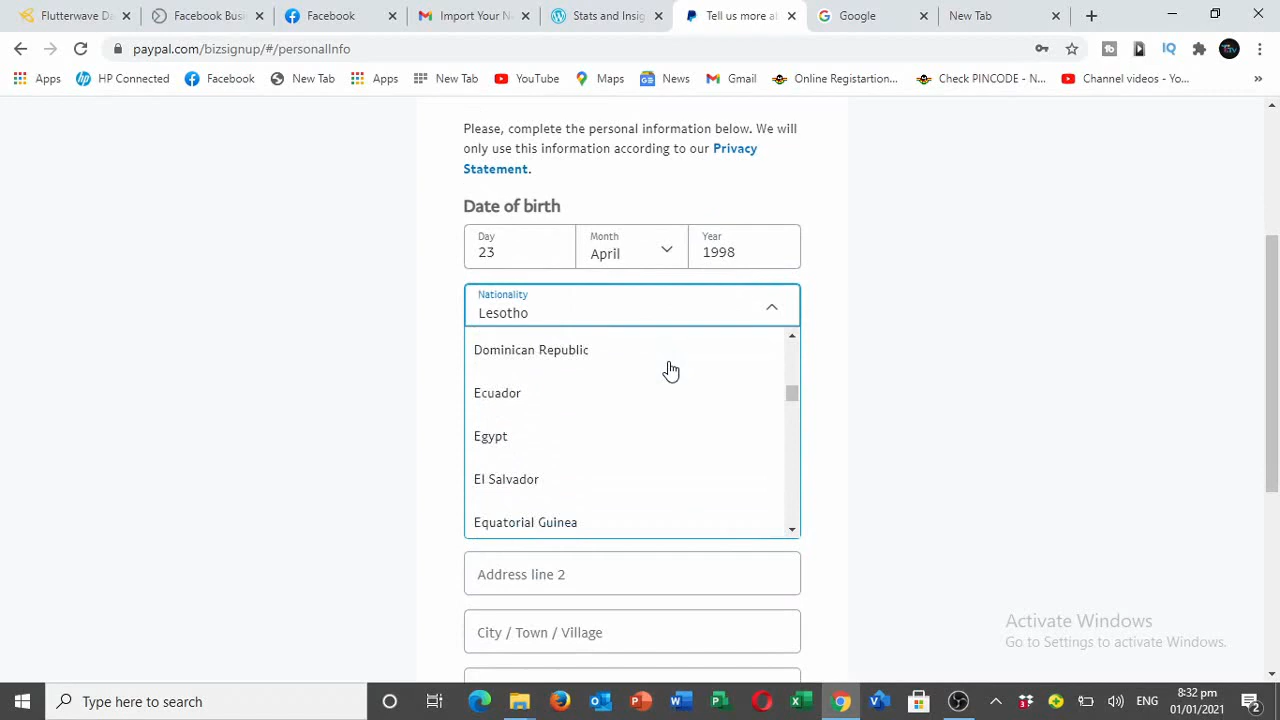 Flutterwave Da
Facebook Busi
Facebook
Import Your N
Stats and Insig
Tell us more al
Google
New Tab
paypal.com/bizsignup/#/personalInfo
Apps
HP Connected
Facebook
New Tab
Apps
New Tab
YouTube
Maps
News
Gmail
Online Registartion...
Check PINCODE - N...
Channel videos - Yo...
Please, complete the personal information below. We will
only use this information according to our Privacy
Statement.
Date of birth
Day
23
Month
April
Year
1998
Nationality
Lesotho
Dominican Republic
Ecuador
Egypt
El Salvador
Equatorial Guinea
Address line 2
City / Town / Village
Activate Windows
Go to Settings to activate Windows.
Type here to search
ENG
8:32 pm
01/01/2021
2